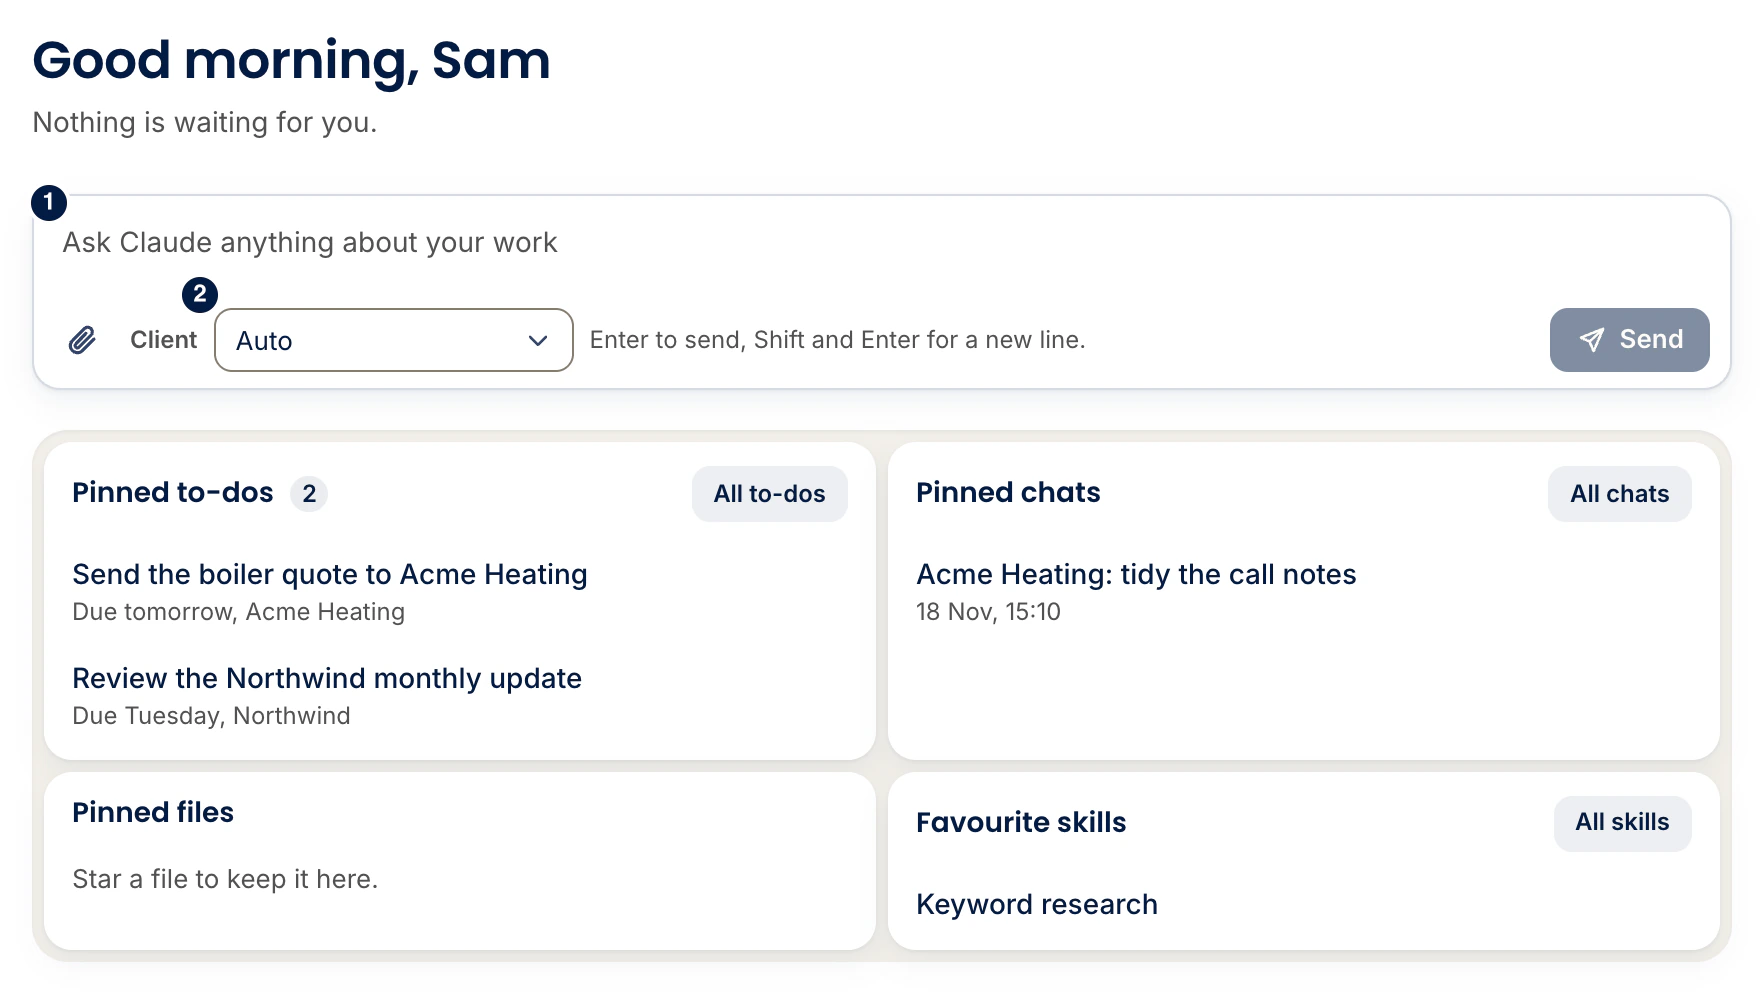 Good morning, Sam
Nothing is waiting for you.
1
Ask Claude anything about your work
2
Client
Auto
Enter to send, Shift and Enter for a new line.
Send
Pinned to-dos 2
All to-dos
Send the boiler quote to Acme Heating
Due tomorrow, Acme Heating
Review the Northwind monthly update
Due Tuesday, Northwind
Pinned chats
All chats
Acme Heating: tidy the call notes
18 Nov, 15:10
Pinned files
Star a file to keep it here.
Favourite skills
All skills
Keyword research